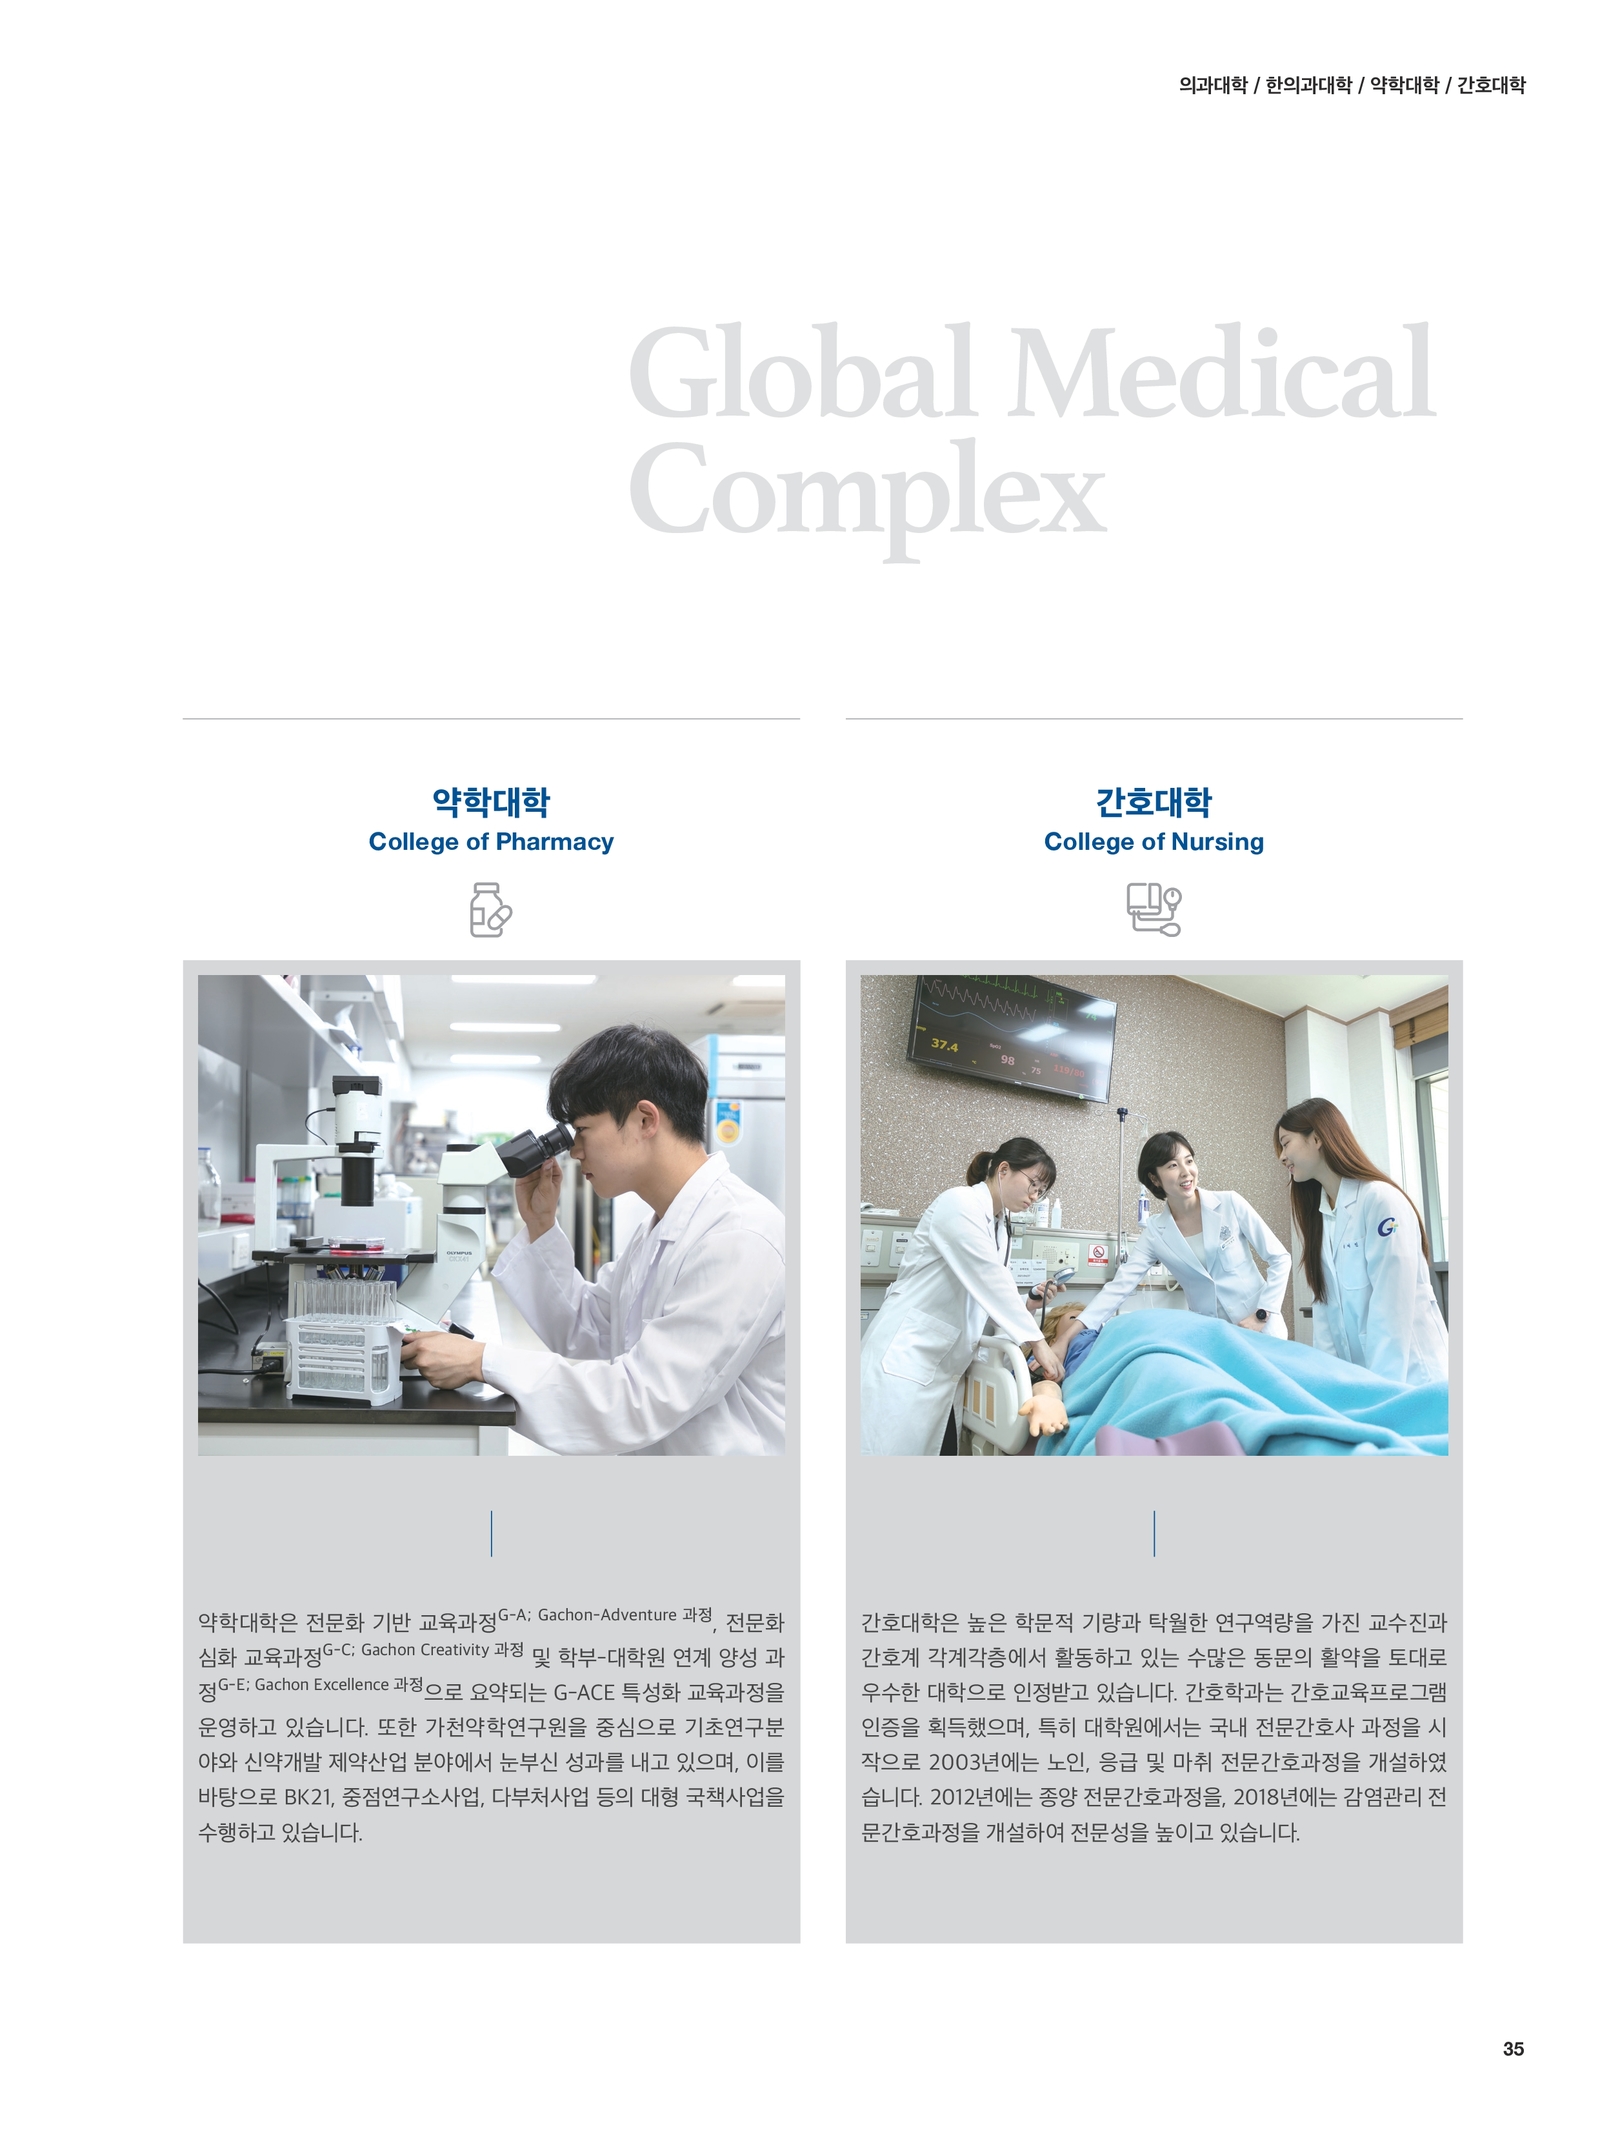 의과대학 / 한의과대학 / 약학대학 / 간호대학
Global Medical
Complex
약학대학
College of Pharmacy
OLYMPUS
약학대학은 전문화 기반 교육과정G-A; Gachon-Adventure 과정, 전문화
심화 교육과정G-C; Gachon Creativity 과정 및 학부-대학원 연계 양성 과
정G-E; Gachon Excellence 과정으로 요약되는 G-ACE 특성화 교육과정을
운영하고 있습니다. 또한 가천약학연구원을 중심으로 기초연구분
야와 신약개발 제약산업 분야에서 눈부신 성과를 내고 있으며, 이를
바탕으로 BK21, 중점연구소사업, 다부처사업 등의 대형 국책사업을
수행하고 있습니다.
간호대학
College of Nursing
37.4
98
75
119/80
G
간호대학은 높은 학문적 기량과 탁월한 연구역량을 가진 교수진과
간호계 각계각층에서 활동하고 있는 수많은 동문의 활약을 토대로
우수한 대학으로 인정받고 있습니다. 간호학과는 간호교육프로그램
인증을 획득했으며, 특히 대학원에서는 국내 전문간호사 과정을 시
작으로 2003년에는 노인, 응급 및 마취 전문간호과정을 개설하였
습니다. 2012년에는 종양 전문간호과정을, 2018년에는 감염관리 전
문간호과정을 개설하여 전문성을 높이고 있습니다.
35